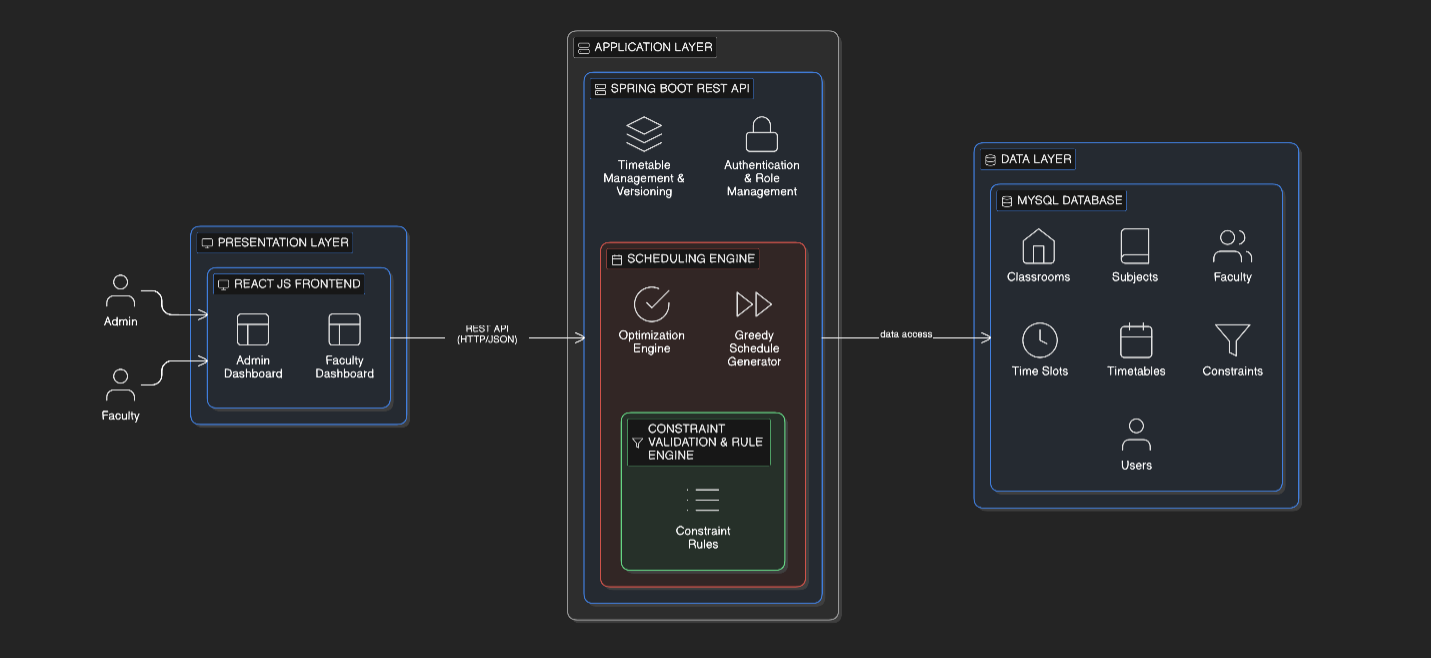 APPLICATION LAYER
SPRING BOOT REST API
Timetable
Management &
Versioning
Authentication
& Role
Management
SCHEDULING ENGINE
Optimization
Engine
Greedy
Schedule
Generator
CONSTRAINT
VALIDATION & RULE
ENGINE
Constraint
Rules
PRESENTATION LAYER
REACT JS FRONTEND
Admin
Dashboard
Faculty
Dashboard
Admin
Faculty
REST API
(HTTP/JSON)
data access
DATA LAYER
MYSQL DATABASE
Classrooms
Subjects
Faculty
Time Slots
Timetables
Constraints
Users